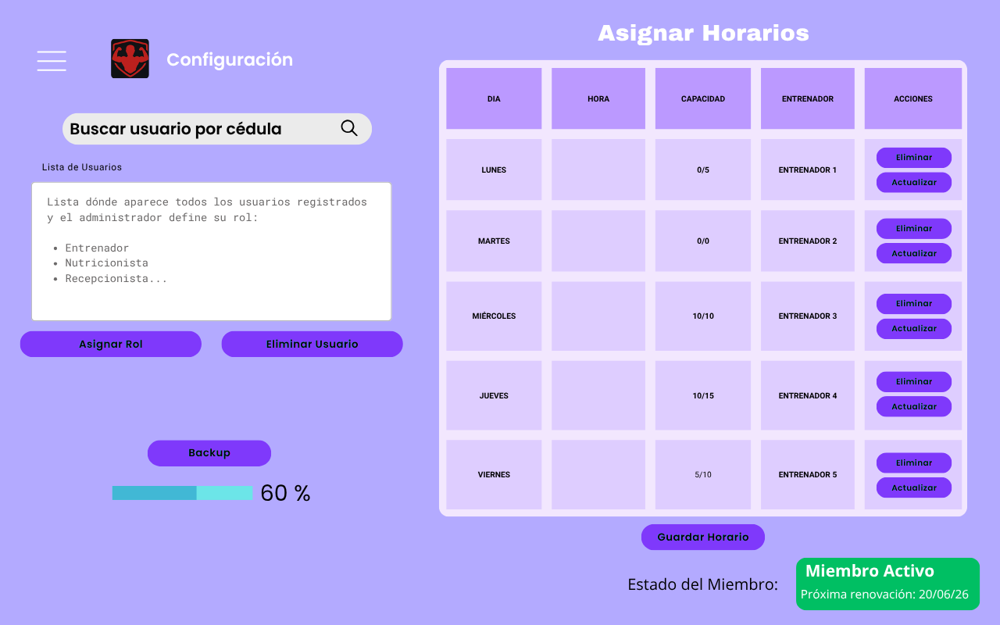 Configuración
Buscar usuario por cédula
Lista de Usuarios
Lista dónde aparece todos los usuarios registrados
y el administrador define su rol:
• Entrenador
• Nutricionista
• Recepcionista...
Asignar Rol
Eliminar Usuario
Backup
60 %
Asignar Horarios
DIA HORA CAPACIDAD ENTRENADOR ACCIONES
LUNES 0/5 ENTRENADOR 1 Eliminar
Actualizar
MARTES 0/0 ENTRENADOR 2 Eliminar
Actualizar
MIÉRCOLES 10/10 ENTRENADOR 3 Eliminar
Actualizar
JUEVES 10/15 ENTRENADOR 4 Eliminar
Actualizar
VIERNES 5/10 ENTRENADOR 5 Eliminar
Actualizar
Guardar Horario
Estado del Miembro:
Miembro Activo
Próxima renovación: 20/06/26